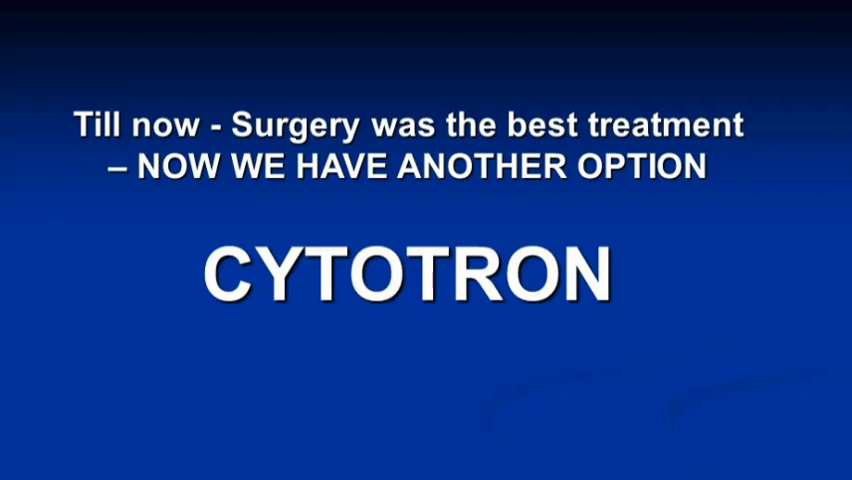 Till now - Surgery was the best treatment
– NOW WE HAVE ANOTHER OPTION
CYTOTRON